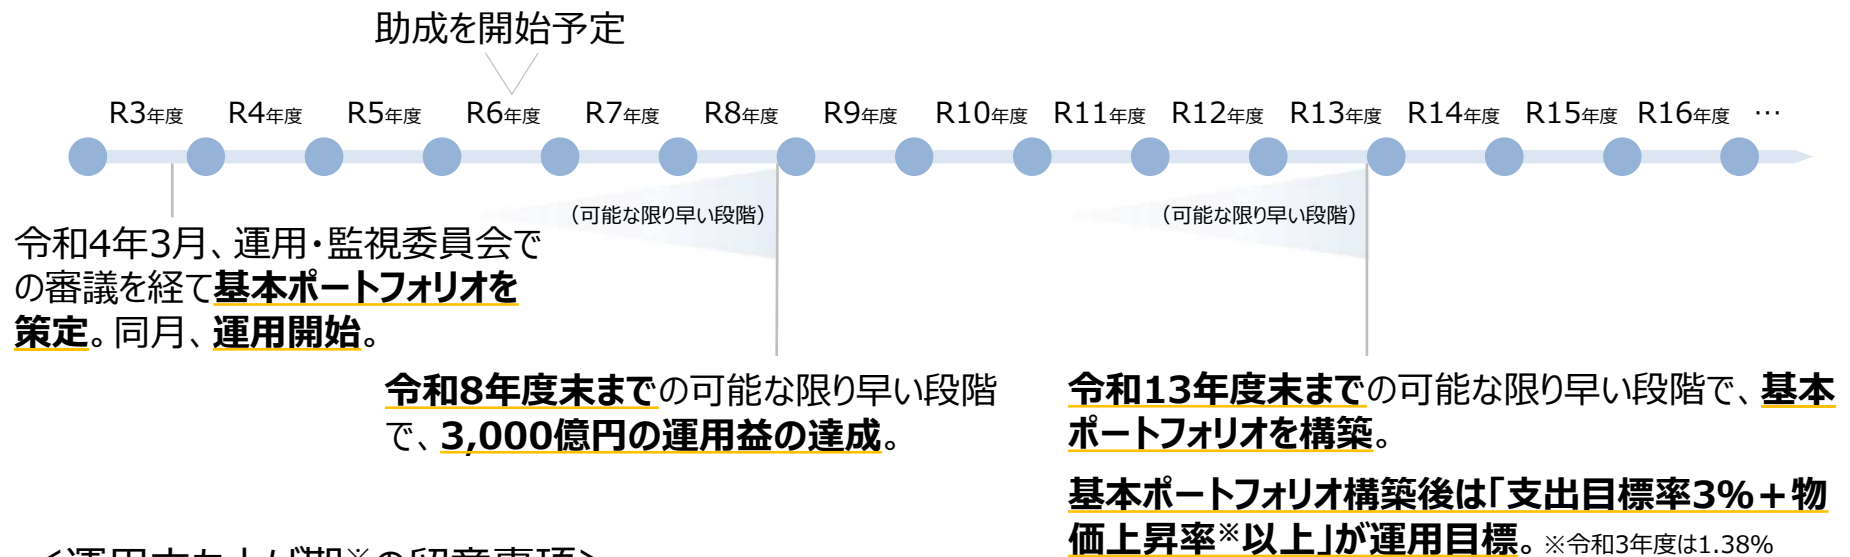 助成を開始予定
R3年度 R4年度 R5年度 R6年度 R7年度 R8年度 R9年度 R10年度 R11年度 R12年度 R13年度 R14年度 R15年度 R16年度 …
(可能な限り早い段階) (可能な限り早い段階)
令和4年3月、運用・監視委員会で
の審議を経て基本ポートフォリオを
策定。同月、運用開始。
令和8年度末までの可能な限り早い段階
で、3,000億円の運用益の達成。
令和13年度末までの可能な限り早い段階で、基本
ポートフォリオを構築。
基本ポートフォリオ構築後は「支出目標率3%+物
価上昇率※以上」が運用目標。※令和3年度は1.38%
<運用立ち上げ期※の留意事項>